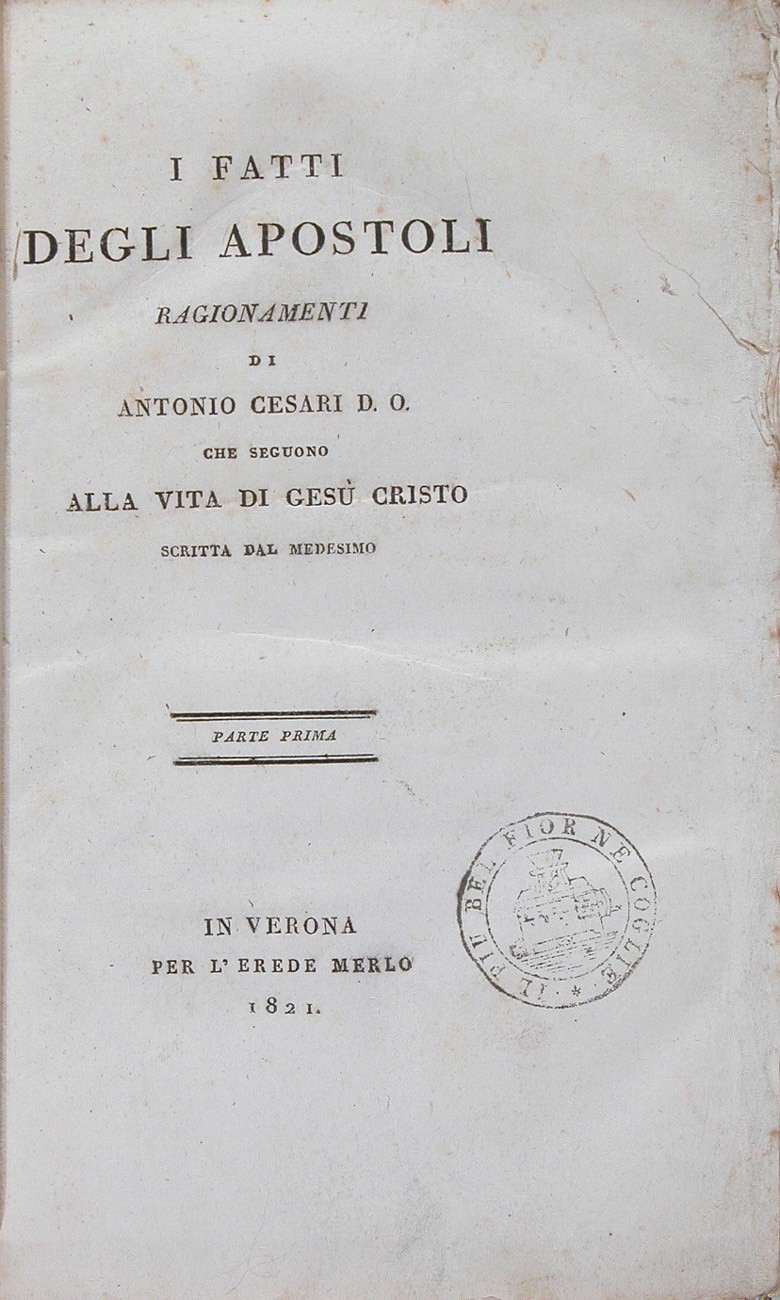 I FATTI
DEGLI APOSTOLI
RAGIONAMENTI
DI
ANTONIO CESARI D. O.
CHE SEGUONO
ALLA VITA DI GESÙ CRISTO
SCRITTA DAL MEDESIMO
PARTE PRIMA
IN VERONA
PER L' EREDE MERLO
1821.
IL PIÙ BEL FIOR NE COGLIE *